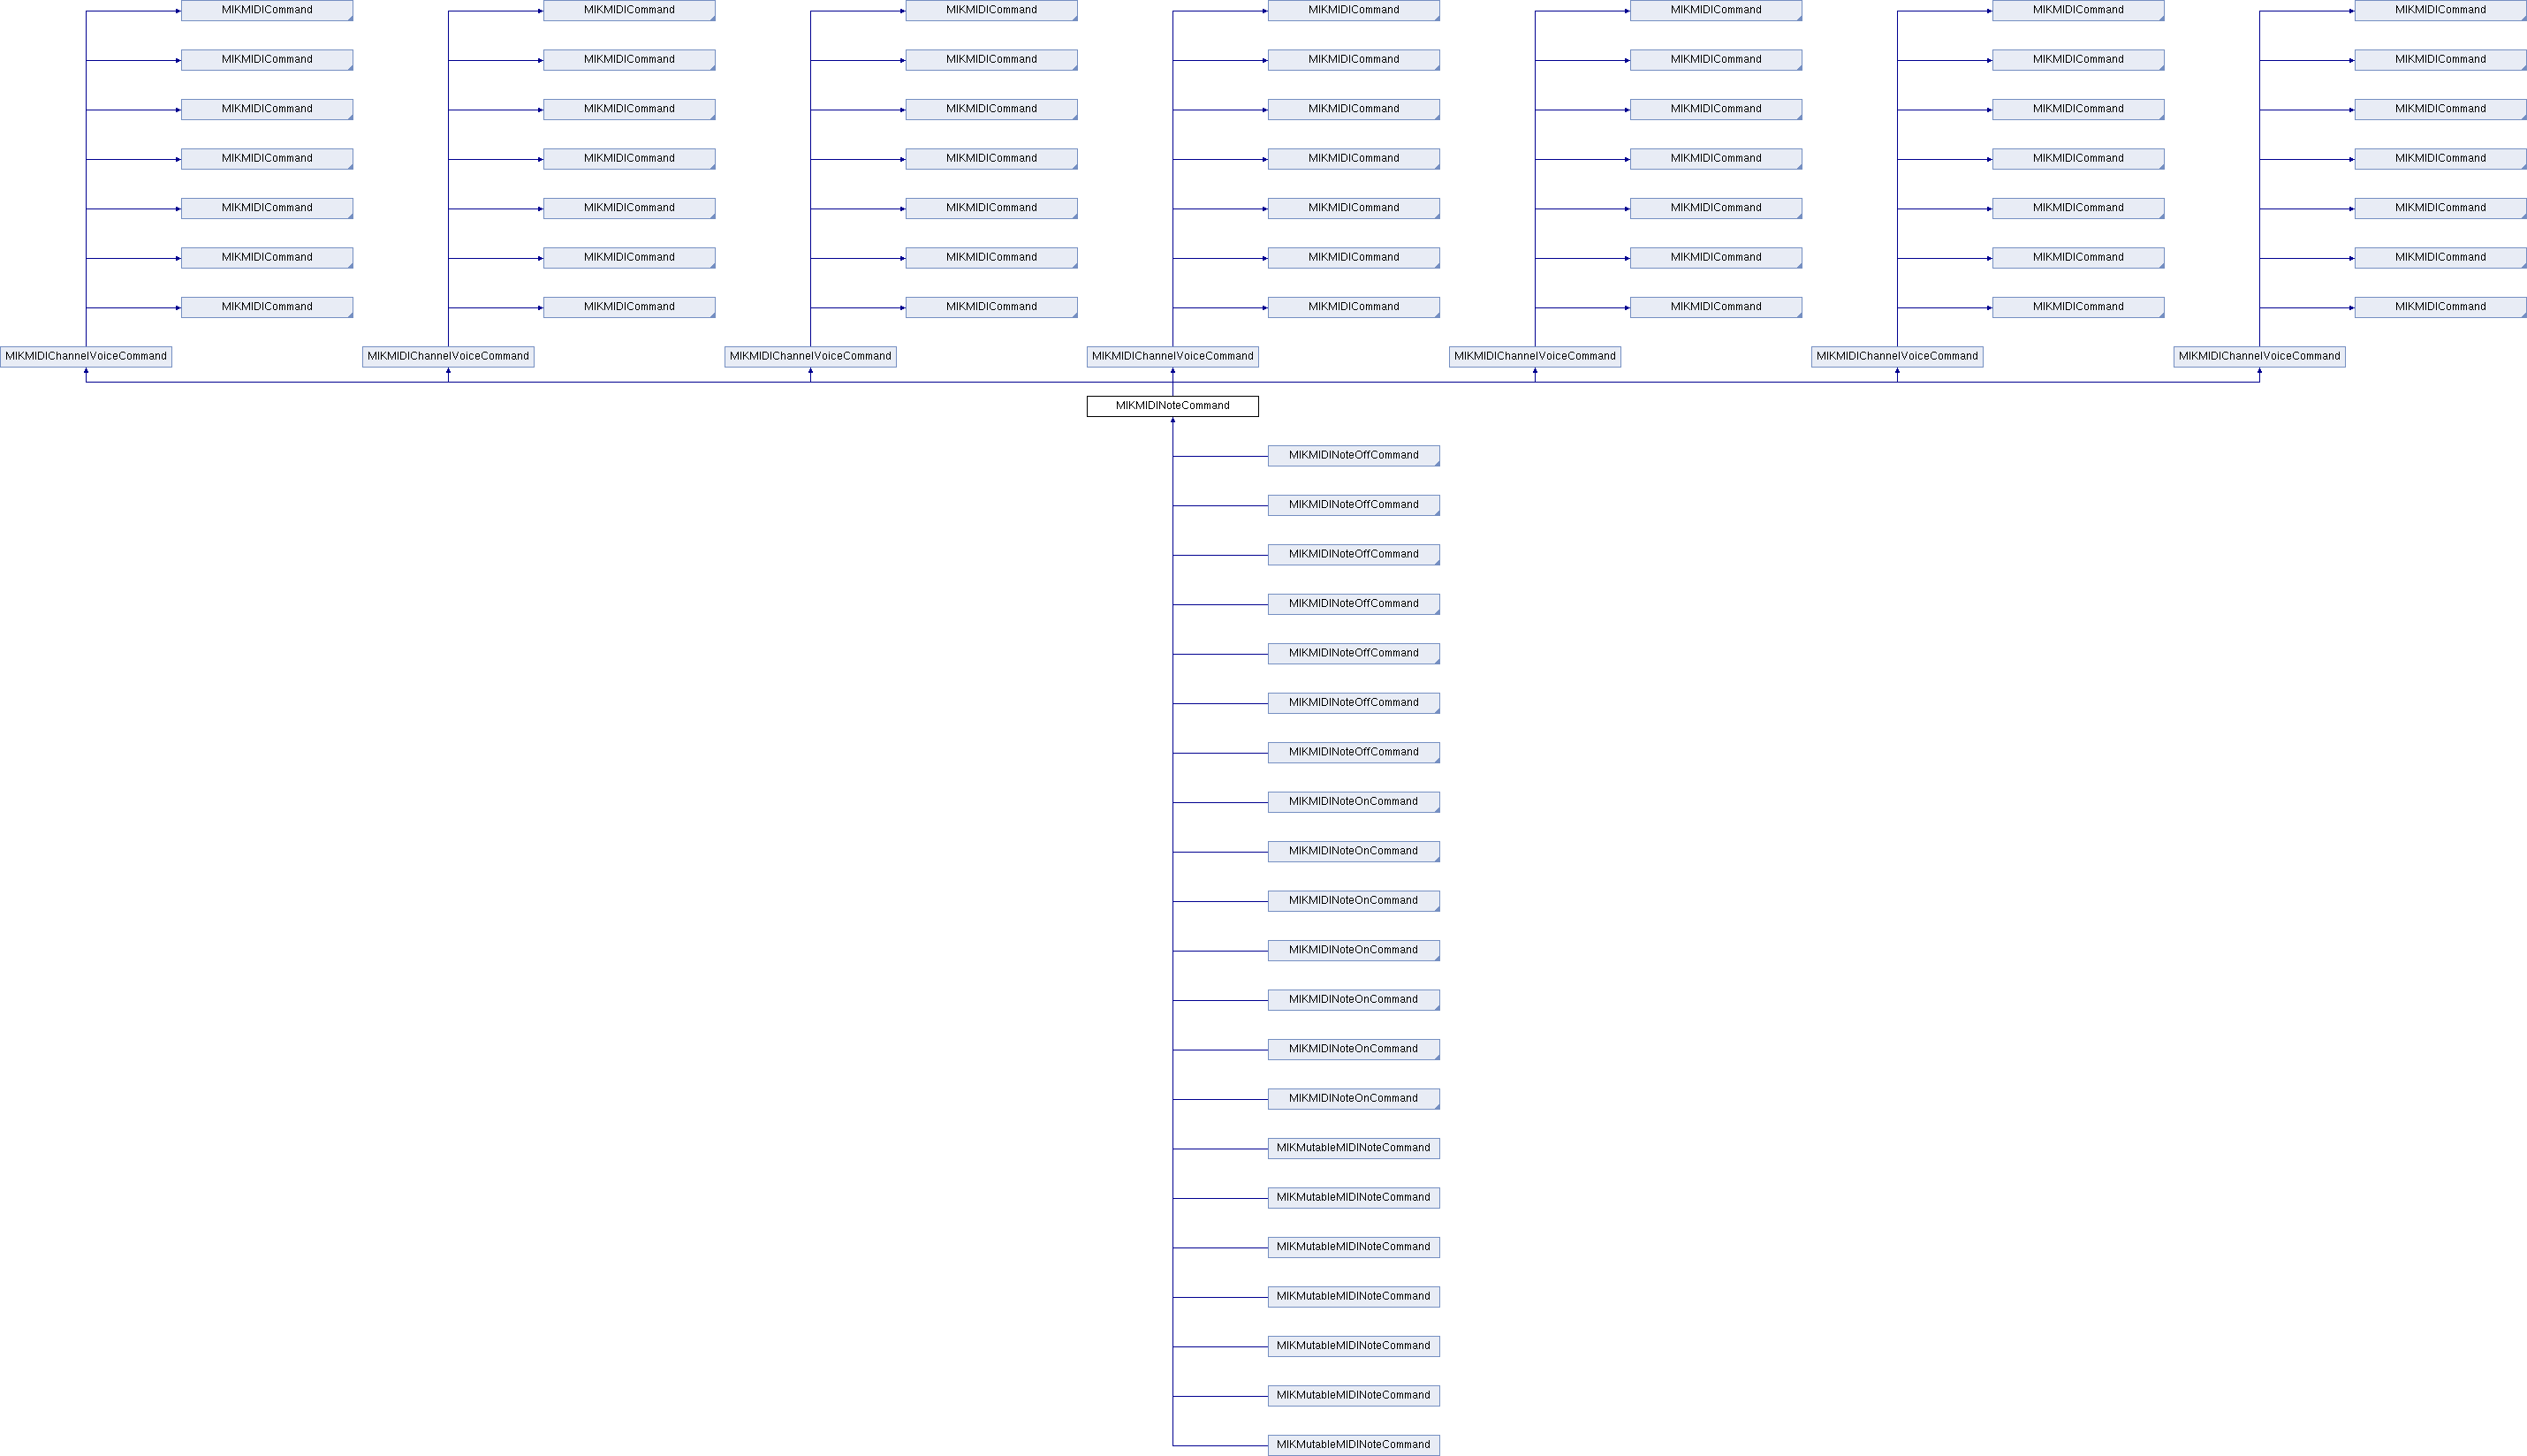 MIKMIDICommand MIKMIDICommand MIKMIDICommand MIKMIDICommand MIKMIDICommand MIKMIDICommand MIKMIDICommand
MIKMIDICommand MIKMIDICommand MIKMIDICommand MIKMIDICommand MIKMIDICommand MIKMIDICommand MIKMIDICommand
MIKMIDICommand MIKMIDICommand MIKMIDICommand MIKMIDICommand MIKMIDICommand MIKMIDICommand MIKMIDICommand
MIKMIDICommand MIKMIDICommand MIKMIDICommand MIKMIDICommand MIKMIDICommand MIKMIDICommand MIKMIDICommand
MIKMIDICommand MIKMIDICommand MIKMIDICommand MIKMIDICommand MIKMIDICommand MIKMIDICommand MIKMIDICommand
MIKMIDICommand MIKMIDICommand MIKMIDICommand MIKMIDICommand MIKMIDICommand MIKMIDICommand MIKMIDICommand
MIKMIDICommand MIKMIDICommand MIKMIDICommand MIKMIDICommand MIKMIDICommand MIKMIDICommand MIKMIDICommand
MIKMIDIChannelVoiceCommand MIKMIDIChannelVoiceCommand MIKMIDIChannelVoiceCommand MIKMIDIChannelVoiceCommand MIKMIDIChannelVoiceCommand MIKMIDIChannelVoiceCommand MIKMIDIChannelVoiceCommand
MIKMIDINoteCommand
MIKMIDINoteOffCommand
MIKMIDINoteOffCommand
MIKMIDINoteOffCommand
MIKMIDINoteOffCommand
MIKMIDINoteOffCommand
MIKMIDINoteOffCommand
MIKMIDINoteOffCommand
MIKMIDINoteOnCommand
MIKMIDINoteOnCommand
MIKMIDINoteOnCommand
MIKMIDINoteOnCommand
MIKMIDINoteOnCommand
MIKMIDINoteOnCommand
MIKMIDINoteOnCommand
MIKMutableMIDINoteCommand
MIKMutableMIDINoteCommand
MIKMutableMIDINoteCommand
MIKMutableMIDINoteCommand
MIKMutableMIDINoteCommand
MIKMutableMIDINoteCommand
MIKMutableMIDINoteCommand